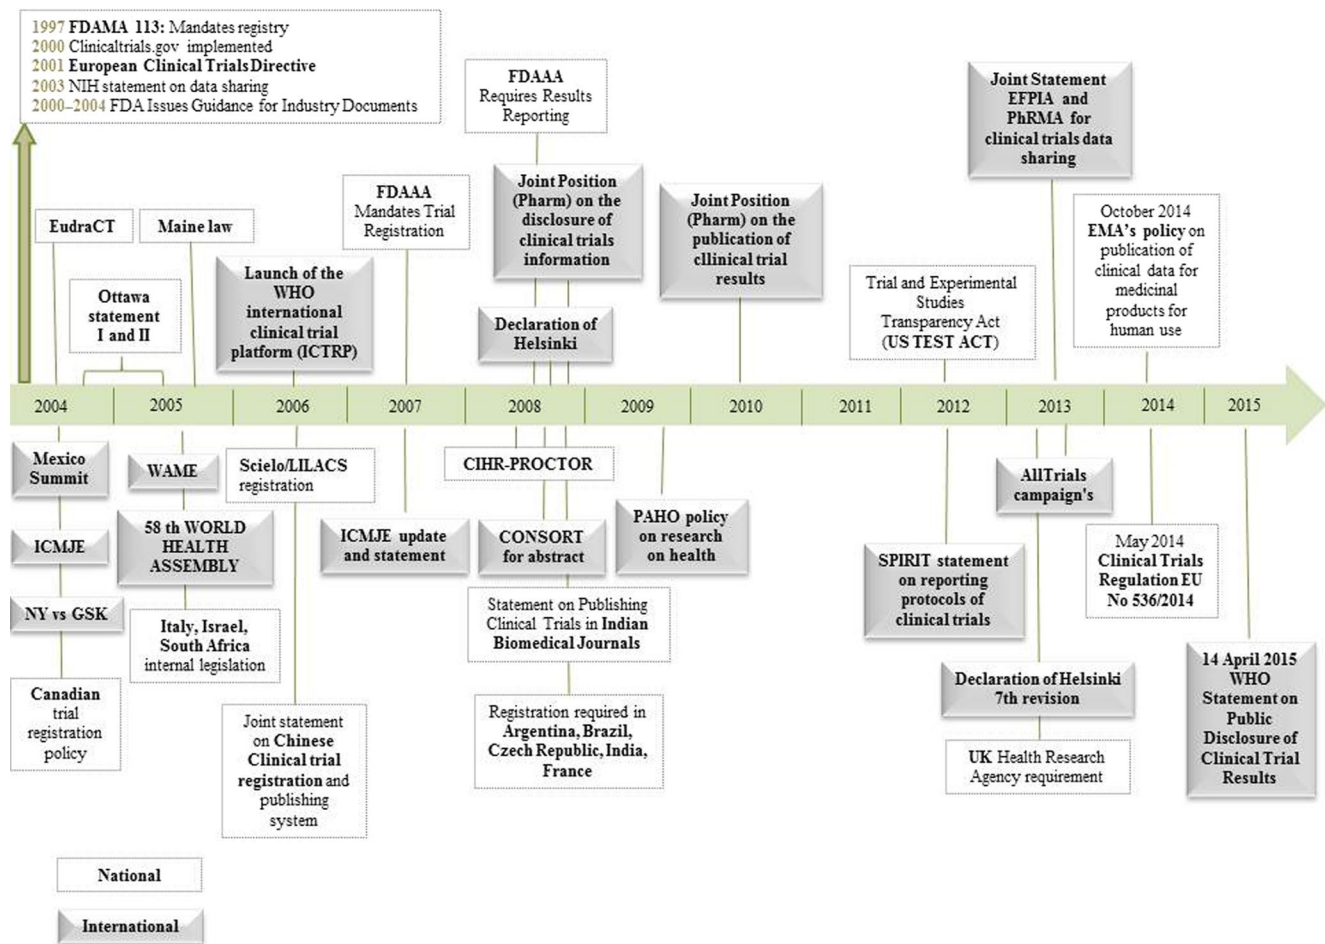 1997 FDAMA 113: Mandates registry
2000 Clinicaltrials.gov implemented
2001 European Clinical Trials Directive
2003 NIH statement on data sharing
2000–2004 FDA Issues Guidance for Industry Documents
EudraCT
Ottawa
statement
I and II
Maine law
Launch of the
WHO
international
clinical trial
platform (ICTRP)
FDAAA
Mandates Trial
Registration
FDAAA
Requires Results
Reporting
Joint Position
(Pharm) on the
disclosure of
clinical trials
information
Declaration of
Helsinki
Joint Position
(Pharm) on the
publication of
cllinical trial
results
Trial and Experimental
Studies
Transparency Act
(US TEST ACT)
Joint Statement
EFPIA and
PhRMA for
clinical trials data
sharing
October 2014
EMA's policy on
publication of
clinical data for
medicinal
products for
human use
2004 2005 2006 2007 2008 2009 2010 2011 2012 2013 2014 2015
Mexico
Summit
ICMJE
NY vs GSK
Canadian
trial
registration
policy
WAME
58 th WORLD
HEALTH
ASSEMBLY
Italy, Israel,
South Africa
internal legislation
Scielo/LILACS
registration
Joint statement
on Chinese
Clinical trial
registration and
publishing
system
ICMJE update
and statement
CIHR-PROCTOR
CONSORT
for abstract
Statement on Publishing
Clinical Trials in Indian
Biomedical Journals
Registration required in
Argentina, Brazil,
Czech Republic, India,
France
PAHO policy
on research
on health
SPIRIT statement
on reporting
protocols of
clinical trials
AllTrials
campaign's
Declaration of Helsinki
7th revision
UK Health Research
Agency requirement
May 2014
Clinical Trials
Regulation EU
No 536/2014
14 April 2015
WHO
Statement on
Public
Disclosure of
Clinical Trial
Results
National
International